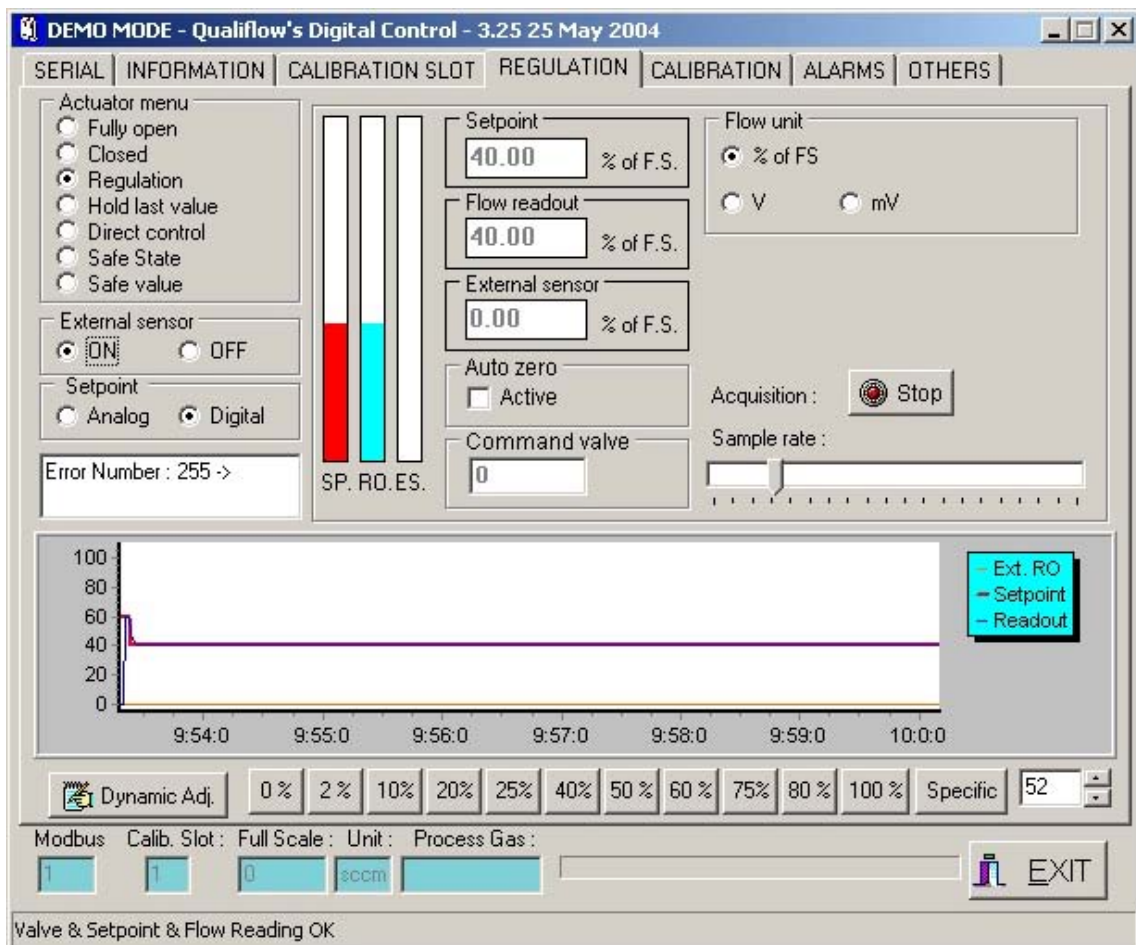 DEMO MODE - Qualiflow's Digital Control - 3.25 25 May 2004
SERIAL INFORMATION CALIBRATION SLOT REGULATION CALIBRATION ALARMS OTHERS
Actuator menu
Fully open
Closed
Regulation
Hold last value
Direct control
Safe State
Safe value
External sensor
ON OFF
Setpoint
Analog Digital
Error Number : 255 ->
SP. RO. ES.
Setpoint
40.00 % of F.S.
Flow readout
40.00 % of F.S.
External sensor
0.00 % of F.S.
Auto zero
Active
Command valve
0
Flow unit
% of FS
V mV
Acquisition : Stop
Sample rate :
100
80
60
40
20
0
9:54:0 9:55:0 9:56:0 9:57:0 9:58:0 9:59:0 10:0:0
Ext. RO
Setpoint
Readout
Dynamic Adj. 0 % 2 % 10% 20% 25% 40% 50 % 60 % 75% 80 % 100 % Specific 52
Modbus Calib. Slot : Full Scale : Unit : Process Gas :
1 1 0 sccm
EXIT
Valve & Setpoint & Flow Reading OK